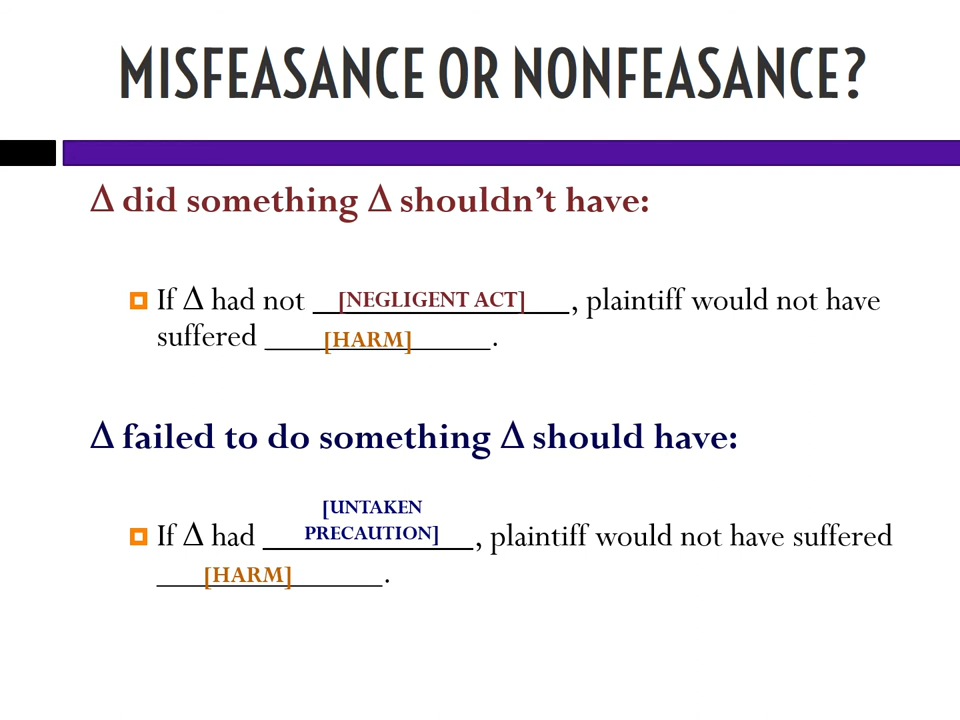 MISFEASANCE OR NONFEASANCE?
Δ did something Δ shouldn’t have:
If Δ had not [NEGLIGENT ACT], plaintiff would not have
suffered [HARM].
Δ failed to do something Δ should have:
[UNTAKEN
If Δ had PRECAUTION], plaintiff would not have suffered
[HARM].